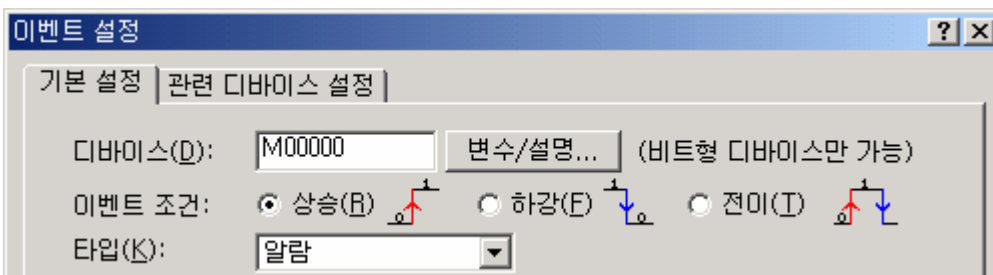 이벤트 설정
기본 설정 관련 디바이스 설정
디바이스(D): M00000 변수/설명... (비트형 디바이스만 가능)
이벤트 조건: 상승(R) 0 1 하강(F) 1 0 전이(T) 0 1
타입(K): 알람